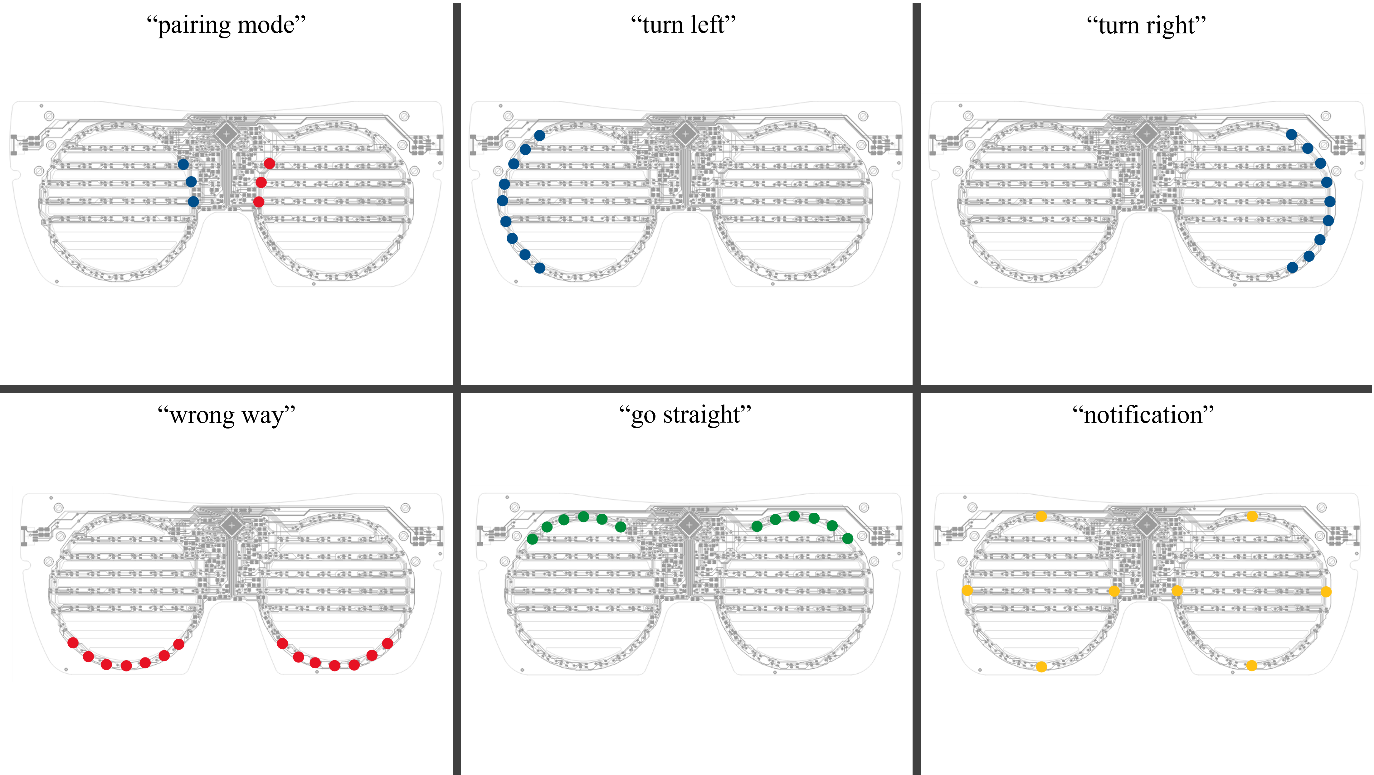 “pairing mode”
“turn left”
“turn right”
“wrong way”
“go straight”
“notification”